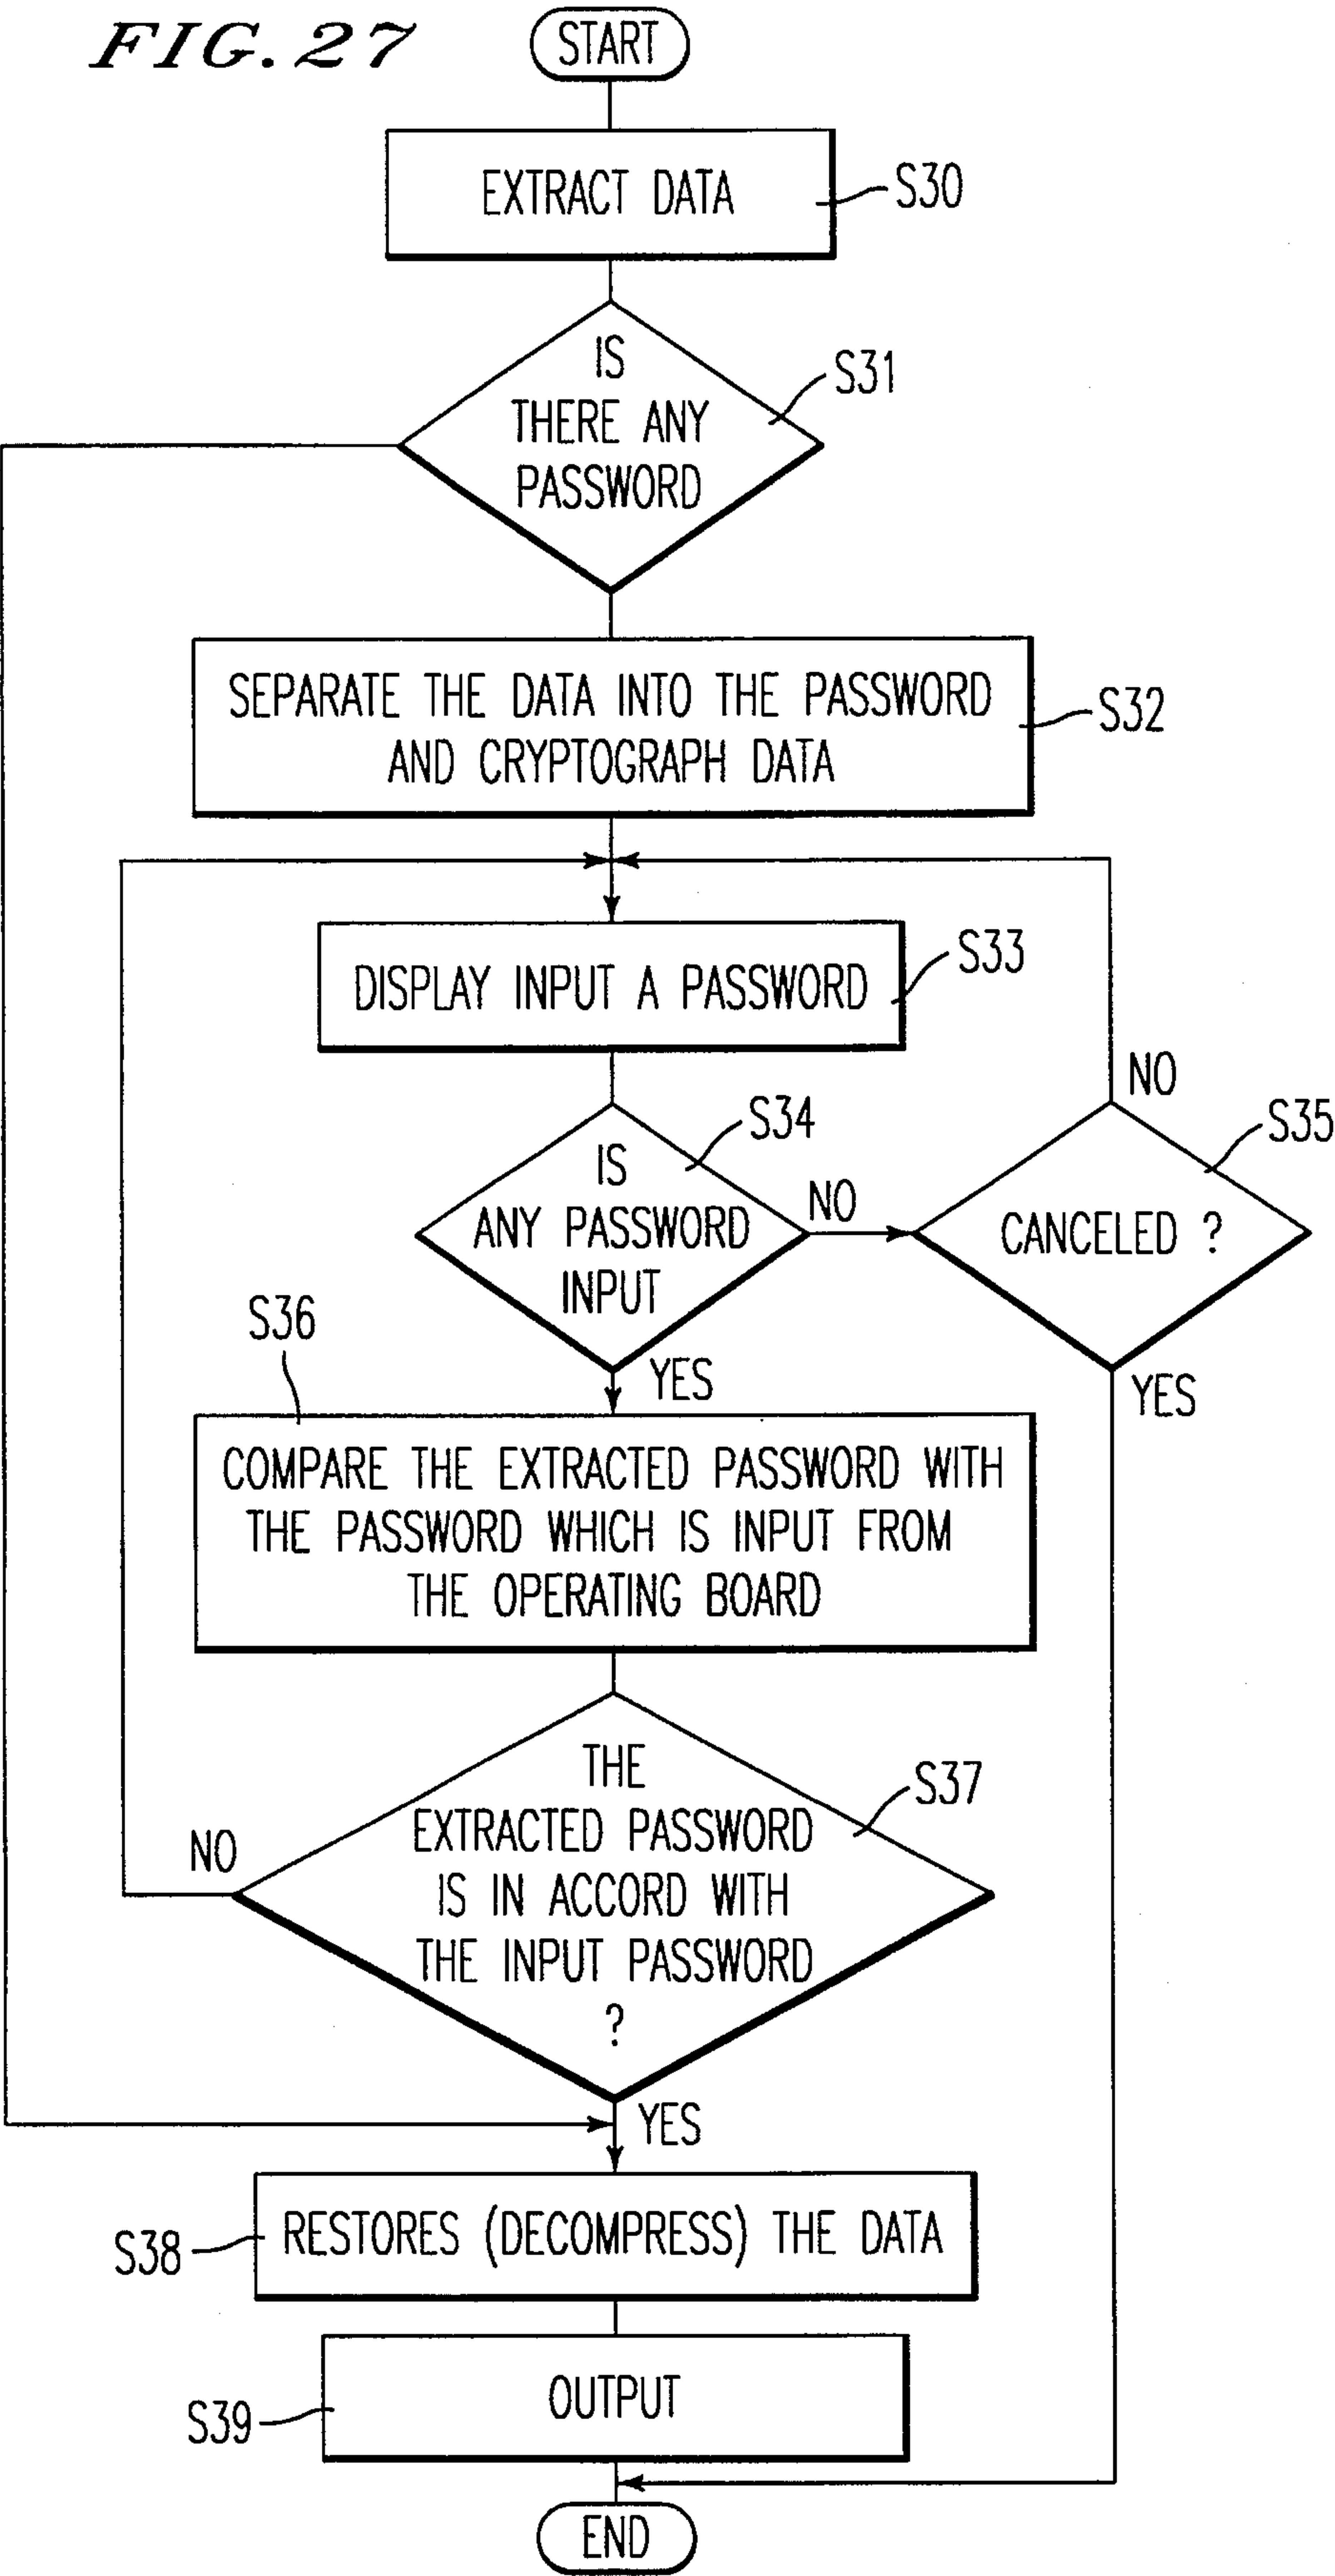 FIG. 27
START
EXTRACT DATA
S30
IS
THERE ANY
PASSWORD
S31
SEPARATE THE DATA INTO THE PASSWORD
AND CRYPTOGRAPH DATA
S32
DISPLAY INPUT A PASSWORD
S33
IS
ANY PASSWORD
INPUT
S34
NO
CANCELED ?
S35
NO
YES
YES
S36
COMPARE THE EXTRACTED PASSWORD WITH
THE PASSWORD WHICH IS INPUT FROM
THE OPERATING BOARD
THE
EXTRACTED PASSWORD
IS IN ACCORD WITH
THE INPUT PASSWORD
?
S37
NO
YES
RESTORES (DECOMPRESS) THE DATA
S38
OUTPUT
S39
END